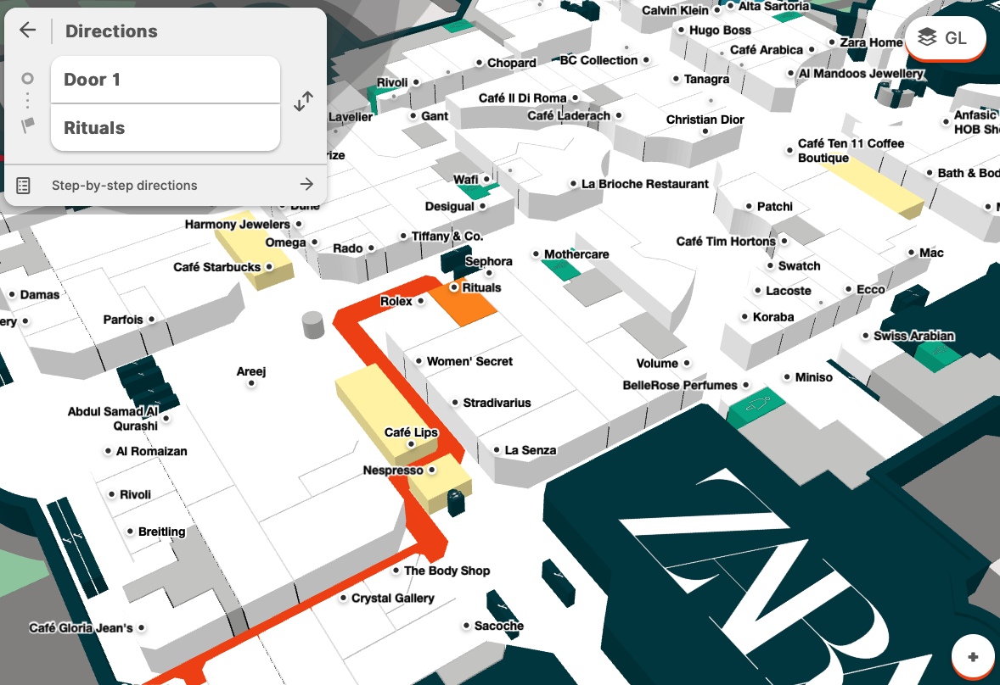 Directions
Door 1
Rituals
Step-by-step directions
GL
Calvin Klein
Alta Sartoria
Hugo Boss
Zara Home
Café Arabica
Chopard
BC Collection
Al Mandoos Jewellery
Tanagra
Rivoli
Café Il Di Roma
Lavelier
Gant
Café Laderach
Christian Dior
Anfasic
HOB Sh
Café Ten 11 Coffee
Boutique
rize
Wafi
La Brioche Restaurant
Bath & Bod
Desigual
Dune
Patchi
Harmony Jewelers
Omega
Tiffany & Co.
Rado
Café Tim Hortons
Mothercare
Mac
Café Starbucks
Sephora
Swatch
Rituals
Lacoste
Ecco
Damas
Rolex
Koraba
ery
Parfois
Swiss Arabian
Women' Secret
Volume
Areej
Miniso
BelleRose Perfumes
Stradivarius
Abdul Samad Al
Qurashi
Café Lips
Al Romaizan
La Senza
Nespresso
Rivoli
Breitling
ZARA
The Body Shop
Crystal Gallery
Café Gloria Jean's
Sacoche
+